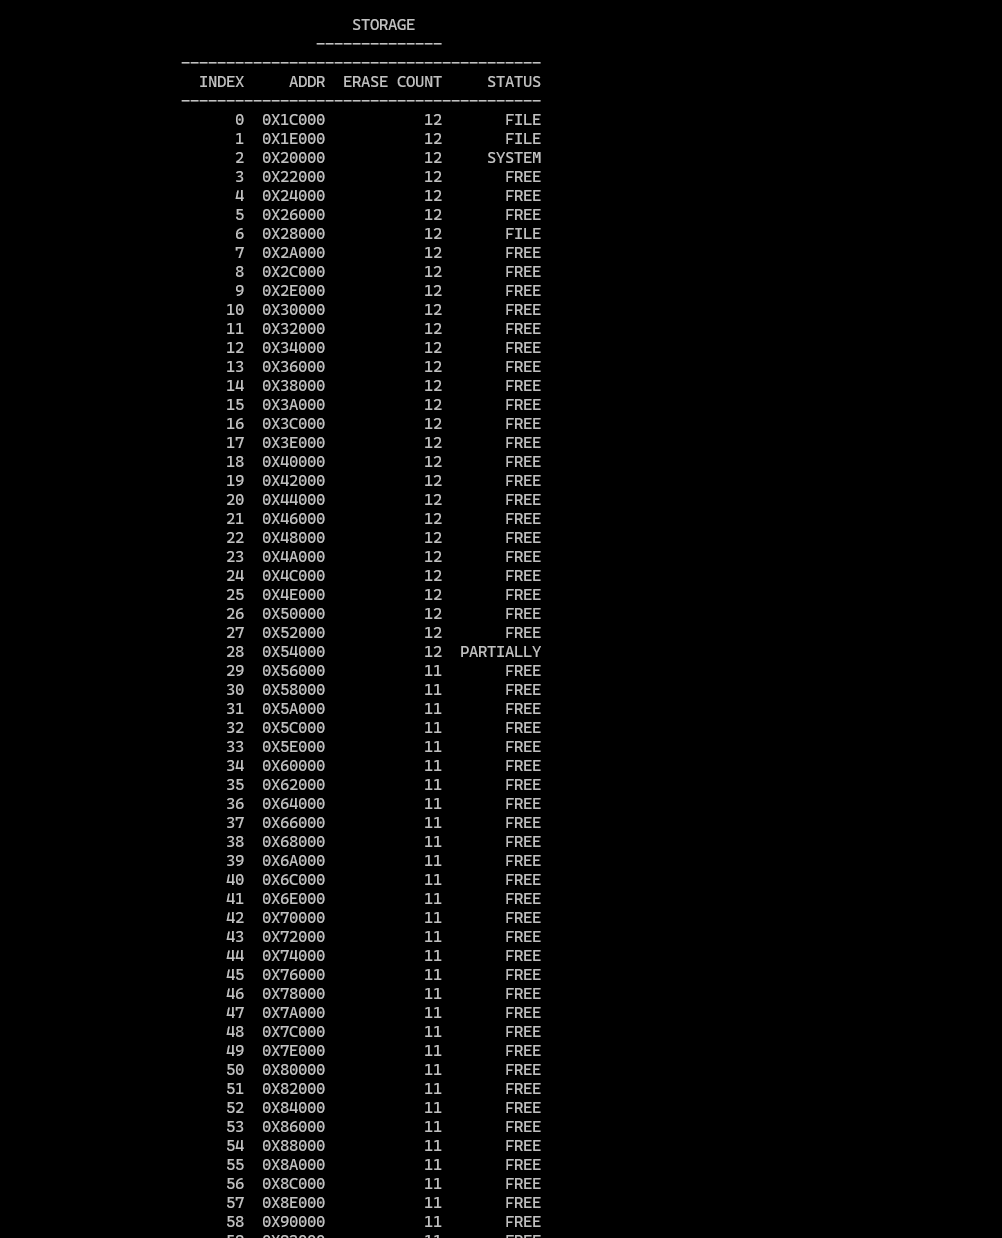 STORAGE
--------------
----------------------------------------
INDEX ADDR ERASE COUNT STATUS
----------------------------------------
0 0X1C000 12 FILE
1 0X1E000 12 FILE
2 0X20000 12 SYSTEM
3 0X22000 12 FREE
4 0X24000 12 FREE
5 0X26000 12 FREE
6 0X28000 12 FILE
7 0X2A000 12 FREE
8 0X2C000 12 FREE
9 0X2E000 12 FREE
10 0X30000 12 FREE
11 0X32000 12 FREE
12 0X34000 12 FREE
13 0X36000 12 FREE
14 0X38000 12 FREE
15 0X3A000 12 FREE
16 0X3C000 12 FREE
17 0X3E000 12 FREE
18 0X40000 12 FREE
19 0X42000 12 FREE
20 0X44000 12 FREE
21 0X46000 12 FREE
22 0X48000 12 FREE
23 0X4A000 12 FREE
24 0X4C000 12 FREE
25 0X4E000 12 FREE
26 0X50000 12 FREE
27 0X52000 12 FREE
28 0X54000 12 PARTIALLY
29 0X56000 11 FREE
30 0X58000 11 FREE
31 0X5A000 11 FREE
32 0X5C000 11 FREE
33 0X5E000 11 FREE
34 0X60000 11 FREE
35 0X62000 11 FREE
36 0X64000 11 FREE
37 0X66000 11 FREE
38 0X68000 11 FREE
39 0X6A000 11 FREE
40 0X6C000 11 FREE
41 0X6E000 11 FREE
42 0X70000 11 FREE
43 0X72000 11 FREE
44 0X74000 11 FREE
45 0X76000 11 FREE
46 0X78000 11 FREE
47 0X7A000 11 FREE
48 0X7C000 11 FREE
49 0X7E000 11 FREE
50 0X80000 11 FREE
51 0X82000 11 FREE
52 0X84000 11 FREE
53 0X86000 11 FREE
54 0X88000 11 FREE
55 0X8A000 11 FREE
56 0X8C000 11 FREE
57 0X8E000 11 FREE
58 0X90000 11 FREE